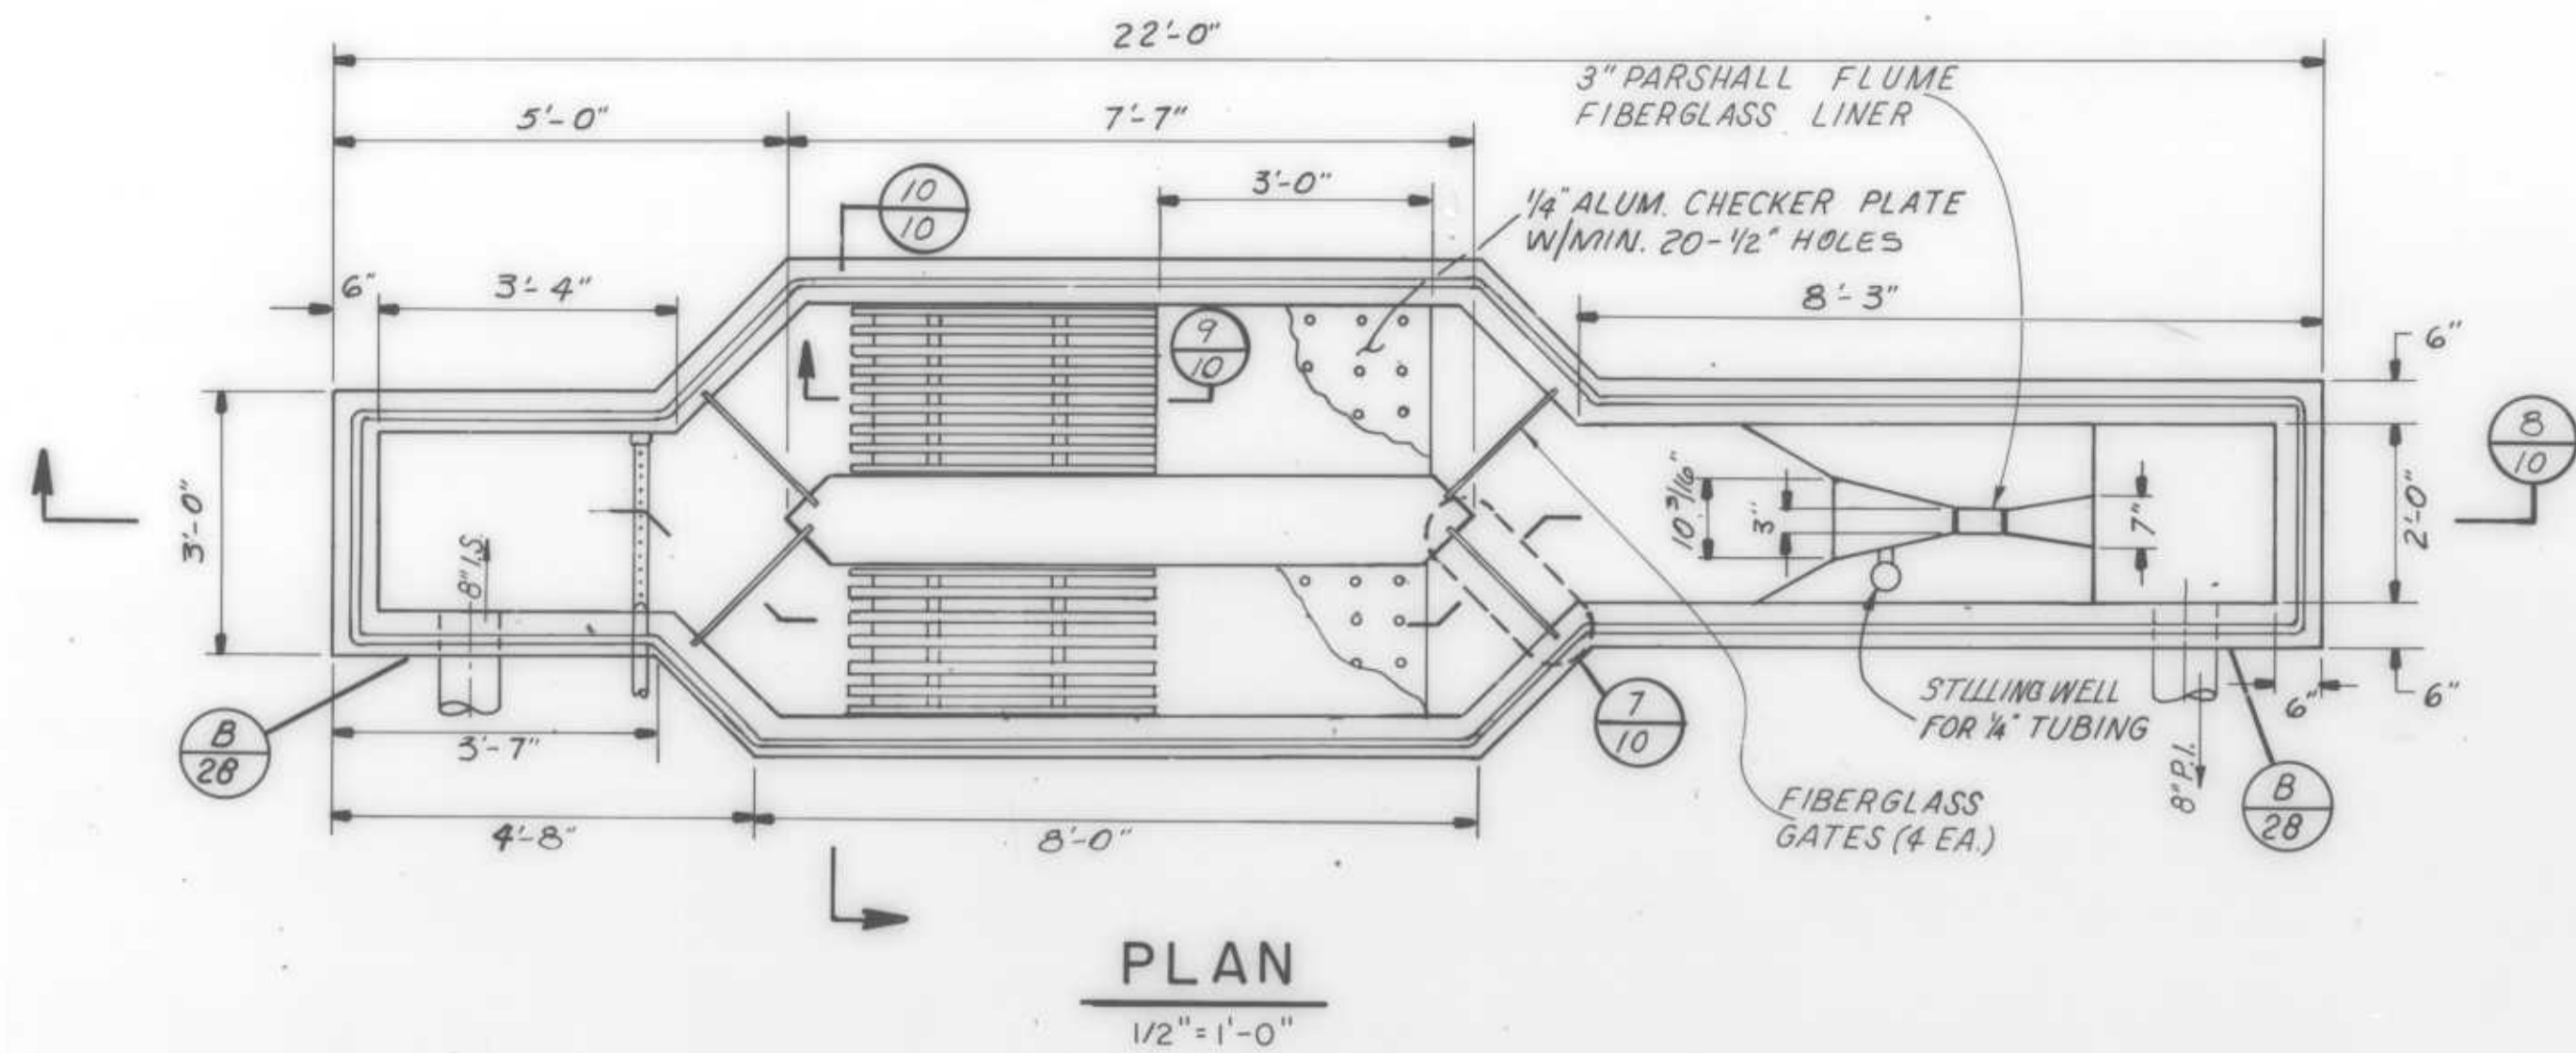 22'-0"
3" PARSHALL FLUME
FIBERGLASS LINER
5'-0"
7'-7"
3'-0"
10
10
1/4" ALUM. CHECKER PLATE
W/MIN. 20-1/2" HOLES
6"
3'-4"
8'-3"
9
10
6"
8
10
3'-0"
10 3/16"
3"
7"
2'-0"
8" I.S.
STILLING WELL
FOR 1/4" TUBING
6"
6"
7
10
B
28
3'-7"
8" P.I.
B
28
FIBERGLASS
GATES (4 EA.)
4'-8"
8'-0"
PLAN
1/2"=1'-0"